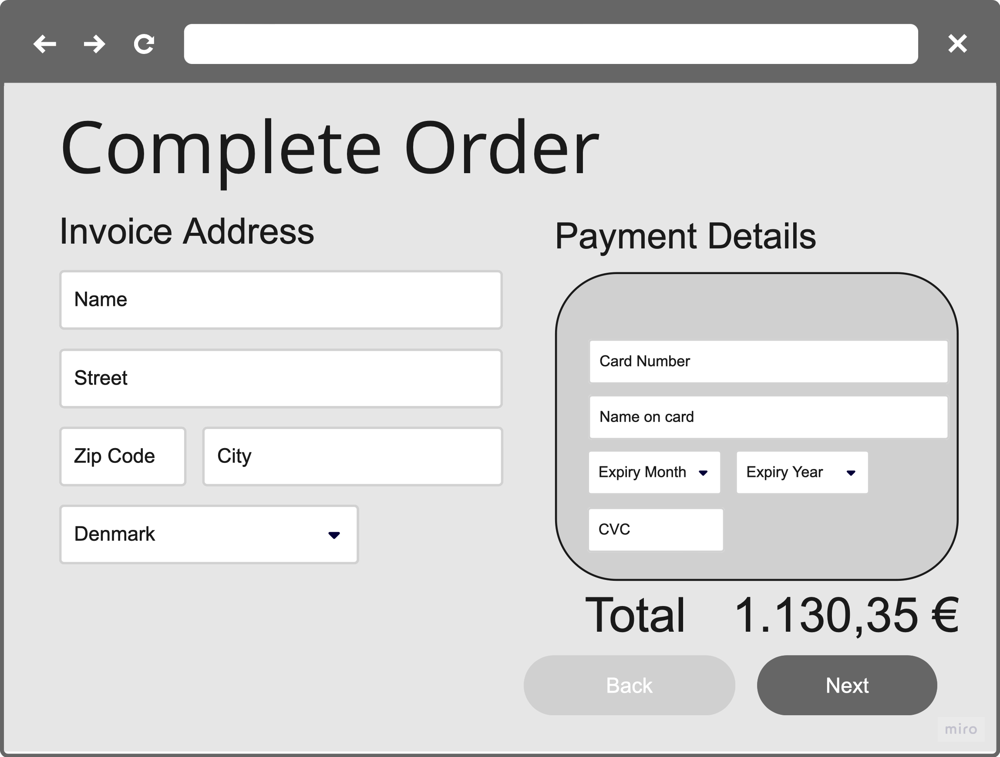 Complete Order
Invoice Address
Name
Street
Zip Code
City
Denmark
Payment Details
Card Number
Name on card
Expiry Month
Expiry Year
CVC
Total 1.130,35 €
Back
Next
miro